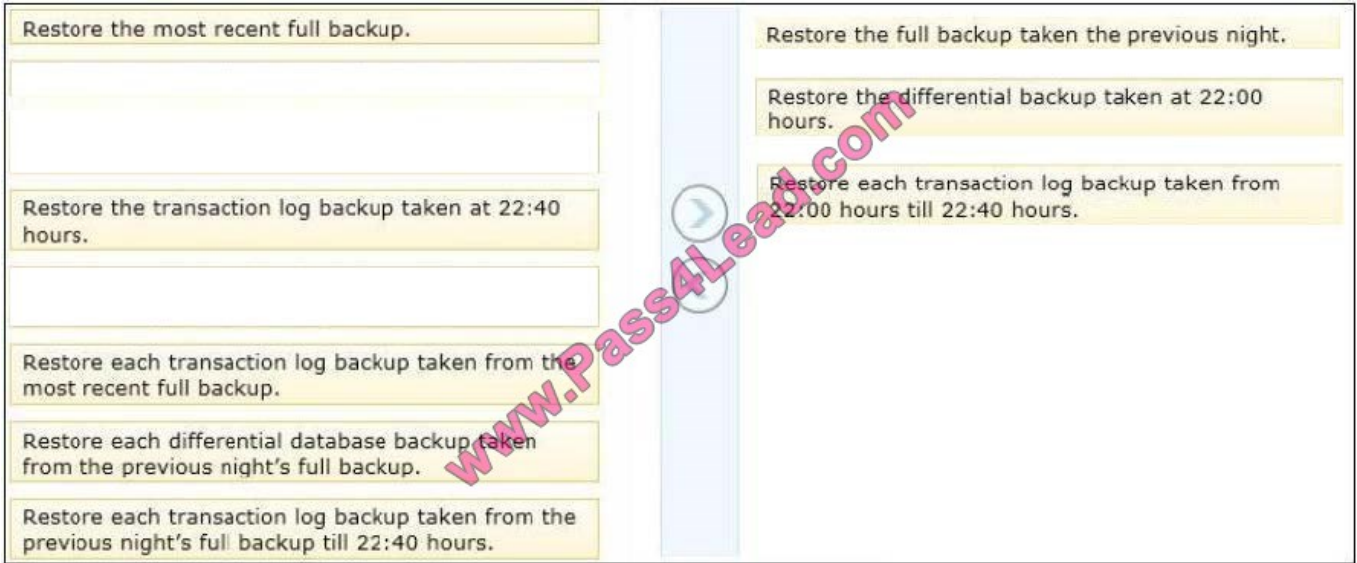 Restore the most recent full backup.
Restore the transaction log backup taken at 22:40
hours.
Restore each transaction log backup taken from the
most recent full backup.
Restore each differential database backup taken
from the previous night's full backup.
Restore each transaction log backup taken from the
previous night's full backup till 22:40 hours.
Restore the full backup taken the previous night.
Restore the differential backup taken at 22:00
hours.
Restore each transaction log backup taken from
22:00 hours till 22:40 hours.
www.Pass4Lead.com